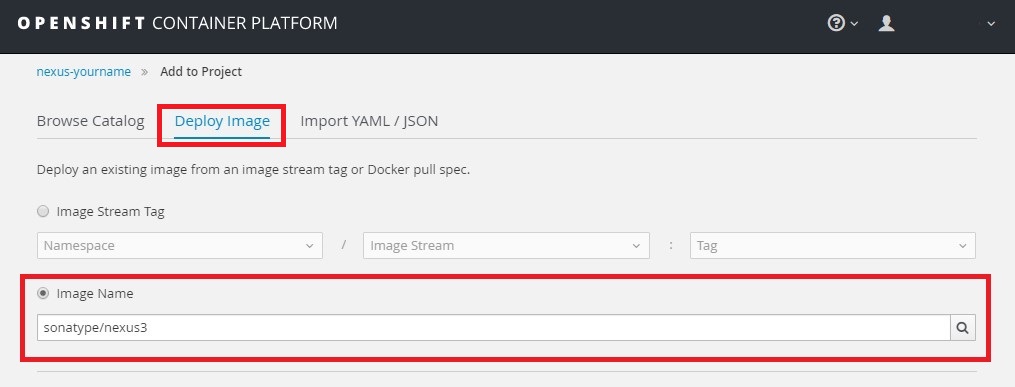 OPENSHIFT CONTAINER PLATFORM
nexus-yourname » Add to Project
Browse Catalog Deploy Image Import YAML / JSON
Deploy an existing image from an image stream tag or Docker pull spec.
Image Stream Tag
Namespace / Image Stream : Tag
Image Name
sonatype/nexus3